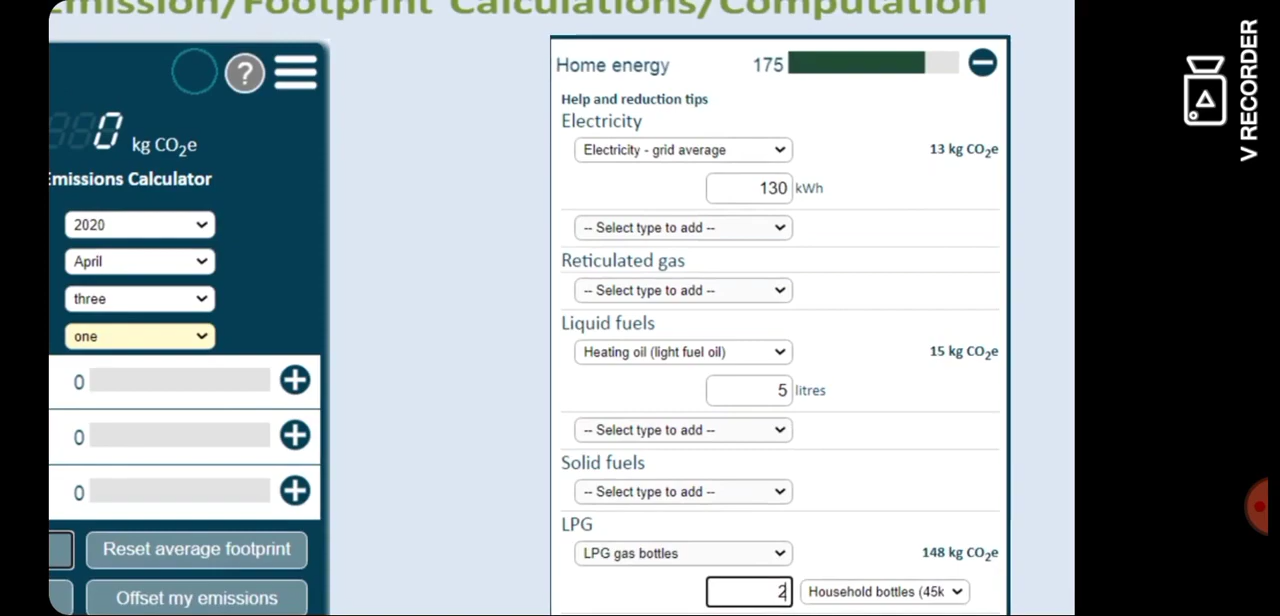 Emission/Footprint Calculations/Computation
?
0 kg CO2e
Emissions Calculator
2020
April
three
one
0
0
0
Reset average footprint
Offset my emissions
Home energy 175
Help and reduction tips
Electricity
Electricity - grid average 13 kg CO2e
130 kWh
-- Select type to add --
Reticulated gas
-- Select type to add --
Liquid fuels
Heating oil (light fuel oil) 15 kg CO2e
5 litres
-- Select type to add --
Solid fuels
-- Select type to add --
LPG
LPG gas bottles 148 kg CO2e
2 Household bottles (45k
V RECORDER